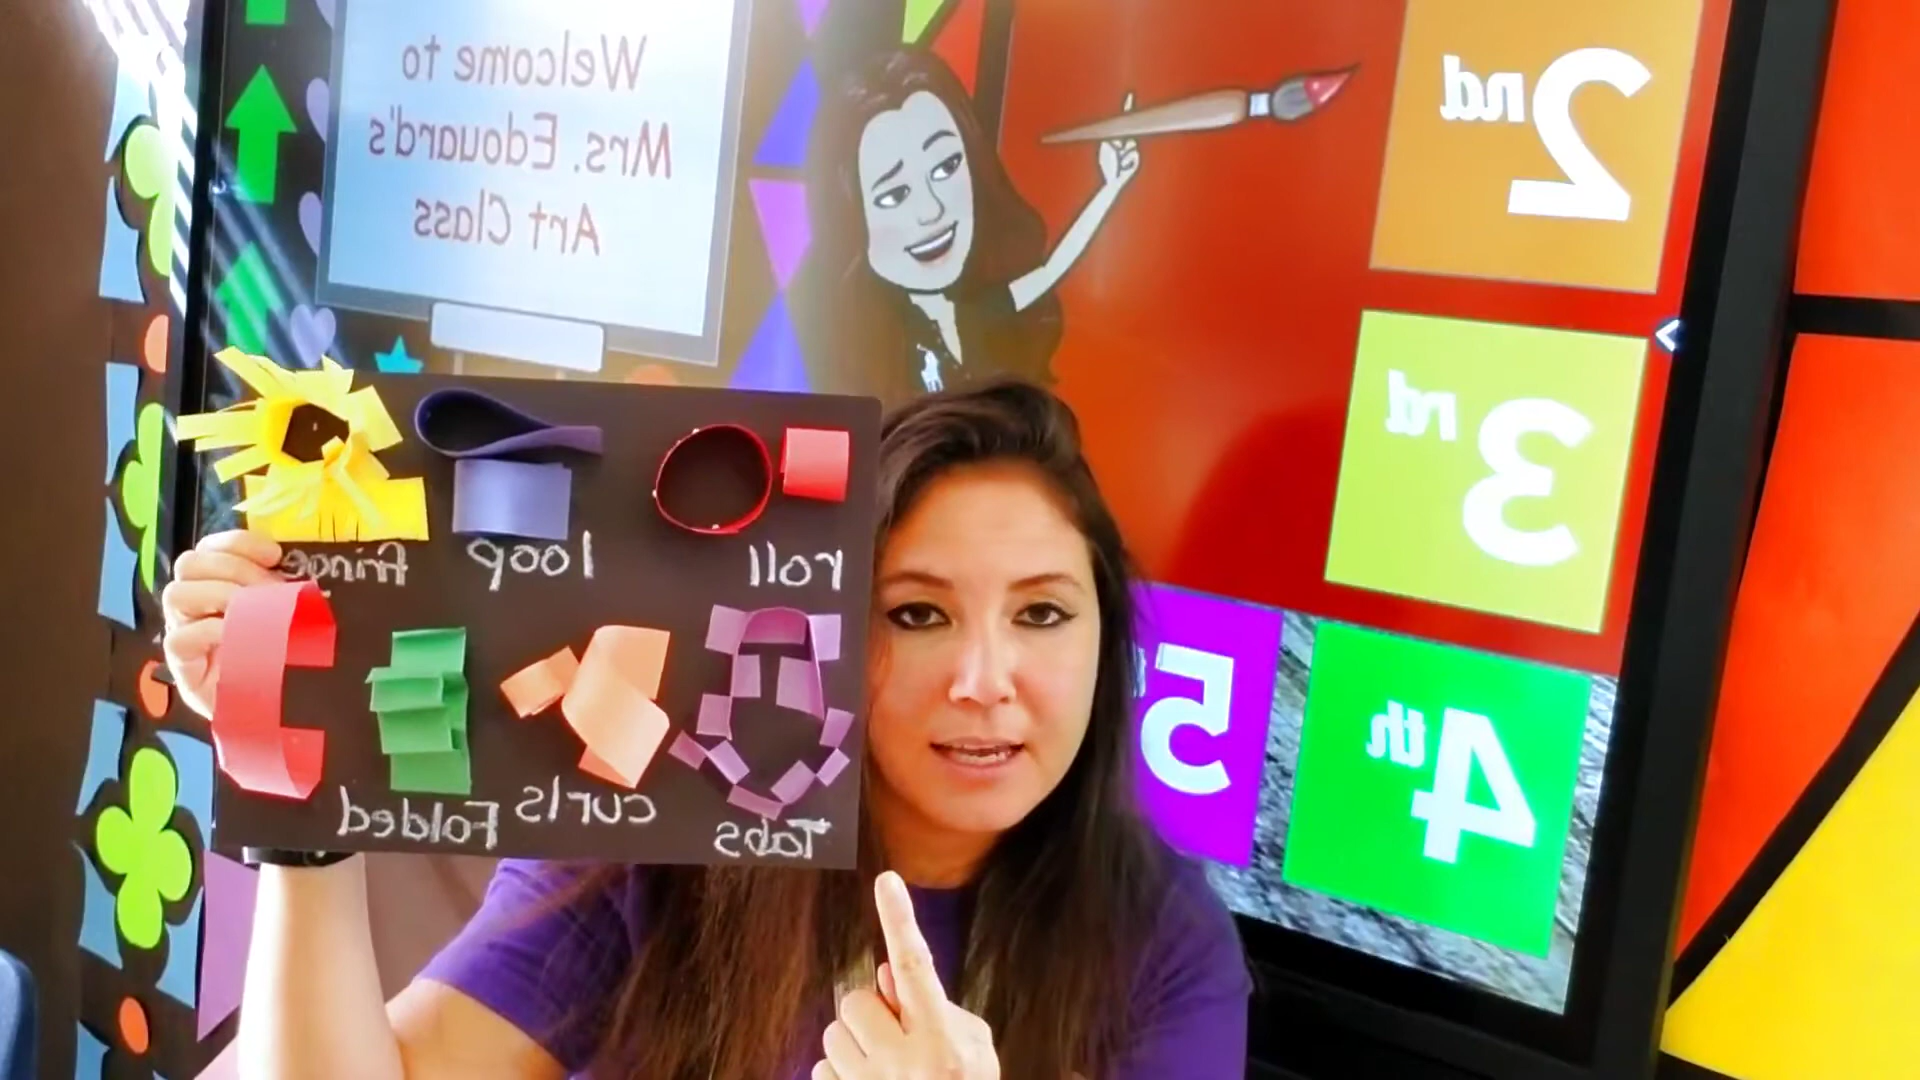 Welcome to
Mrs. Edouard's
Art Class
2nd
3rd
4th
5
roll
loop
fringe
Tabs
curls
Folded